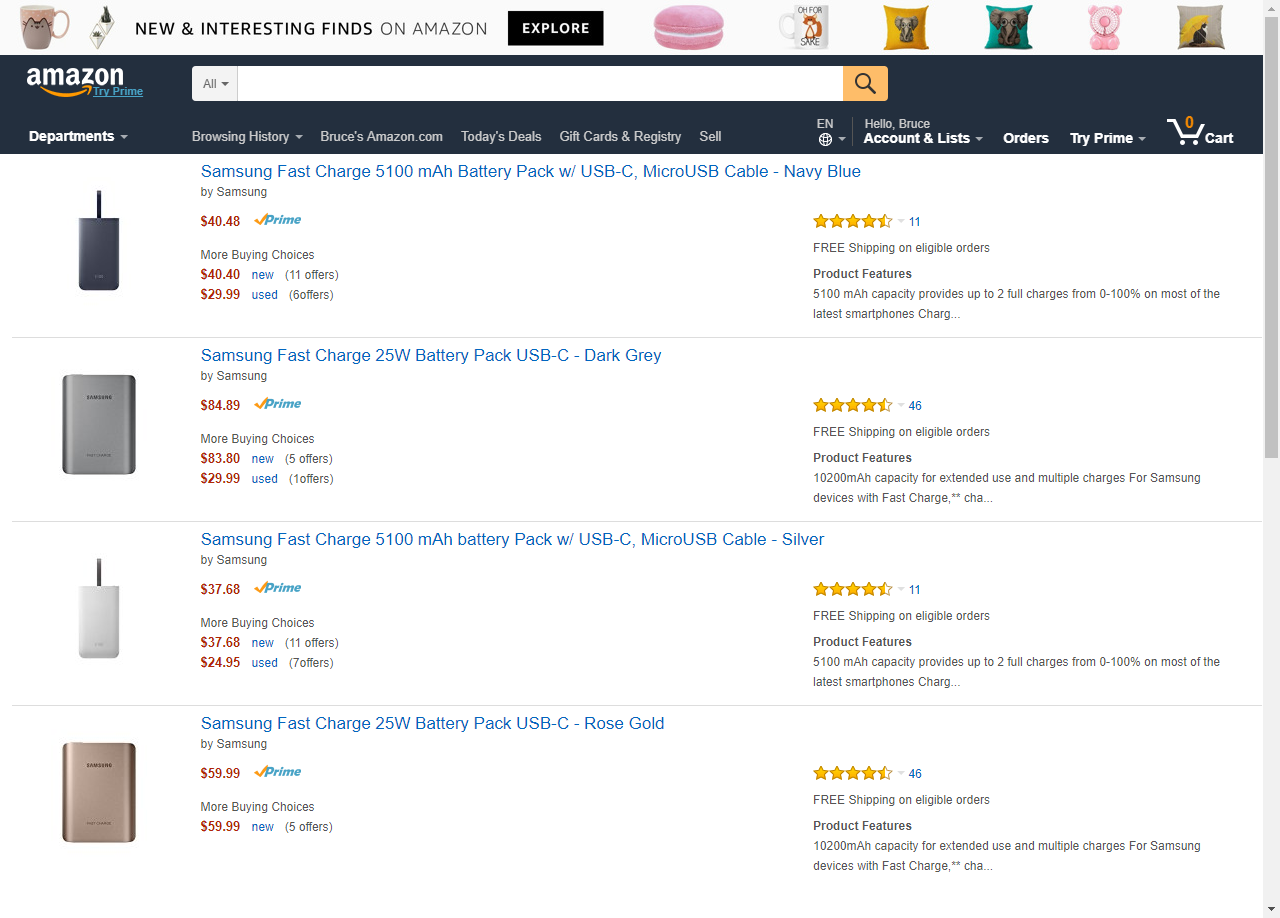 NEW & INTERESTING FINDS ON AMAZON EXPLORE
OH FOR
SAKE
amazon
Try Prime
All
Departments
Browsing History Bruce's Amazon.com Today's Deals Gift Cards & Registry Sell
EN
Hello, Bruce
Account & Lists Orders Try Prime 0 Cart
Samsung Fast Charge 5100 mAh Battery Pack w/ USB-C, MicroUSB Cable - Navy Blue
by Samsung
$40.48 Prime
11
FREE Shipping on eligible orders
More Buying Choices
$40.40 new (11 offers)
$29.99 used (6offers)
Product Features
5100 mAh capacity provides up to 2 full charges from 0-100% on most of the
latest smartphones Charg...
SAMSUNG
FAST CHARGE
Samsung Fast Charge 25W Battery Pack USB-C - Dark Grey
by Samsung
$84.89 Prime
46
FREE Shipping on eligible orders
More Buying Choices
$83.80 new (5 offers)
$29.99 used (1offers)
Product Features
10200mAh capacity for extended use and multiple charges For Samsung
devices with Fast Charge,** cha...
Samsung Fast Charge 5100 mAh battery Pack w/ USB-C, MicroUSB Cable - Silver
by Samsung
$37.68 Prime
11
FREE Shipping on eligible orders
More Buying Choices
$37.68 new (11 offers)
$24.95 used (7offers)
Product Features
5100 mAh capacity provides up to 2 full charges from 0-100% on most of the
latest smartphones Charg...
SAMSUNG
FAST CHARGE
Samsung Fast Charge 25W Battery Pack USB-C - Rose Gold
by Samsung
$59.99 Prime
46
FREE Shipping on eligible orders
More Buying Choices
$59.99 new (5 offers)
Product Features
10200mAh capacity for extended use and multiple charges For Samsung
devices with Fast Charge,** cha...